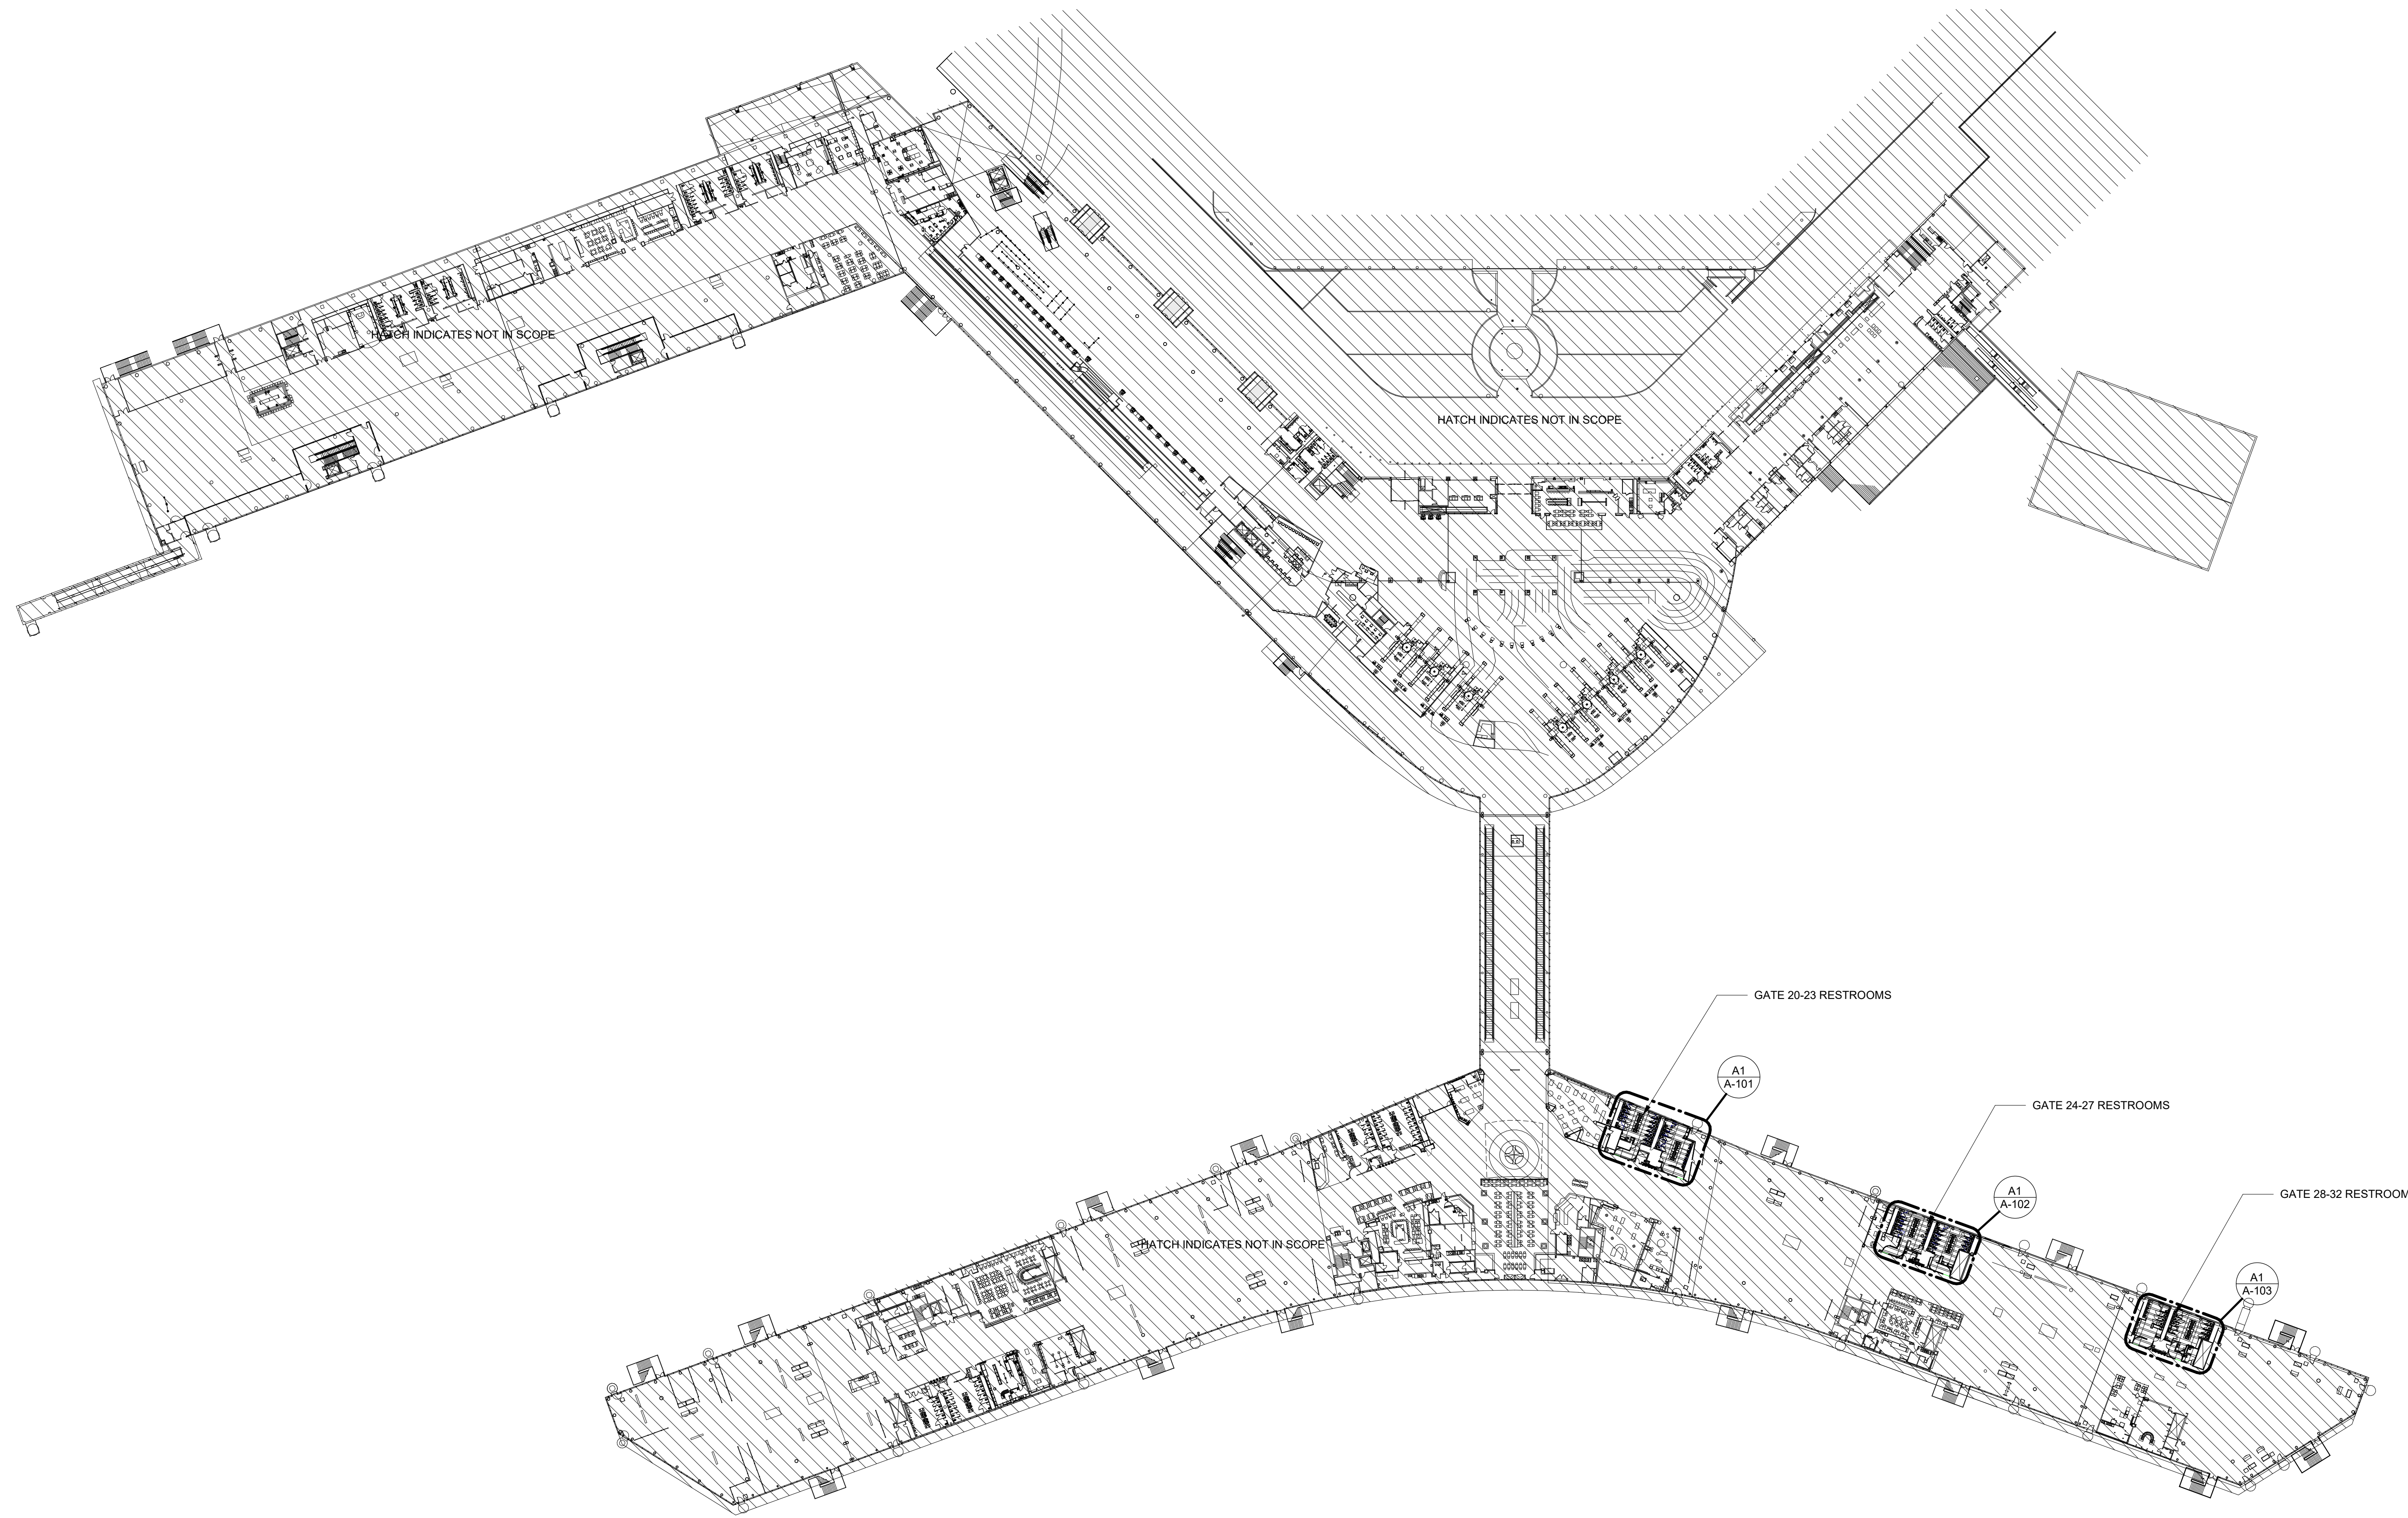 HATCH INDICATES NOT IN SCOPE
HATCH INDICATES NOT IN SCOPE
GATE 20-23 RESTROOMS
A1
A-101
GATE 24-27 RESTROOMS
A1
A-102
GATE 28-32 RESTROOM
HATCH INDICATES NOT IN SCOPE
A1
A-103